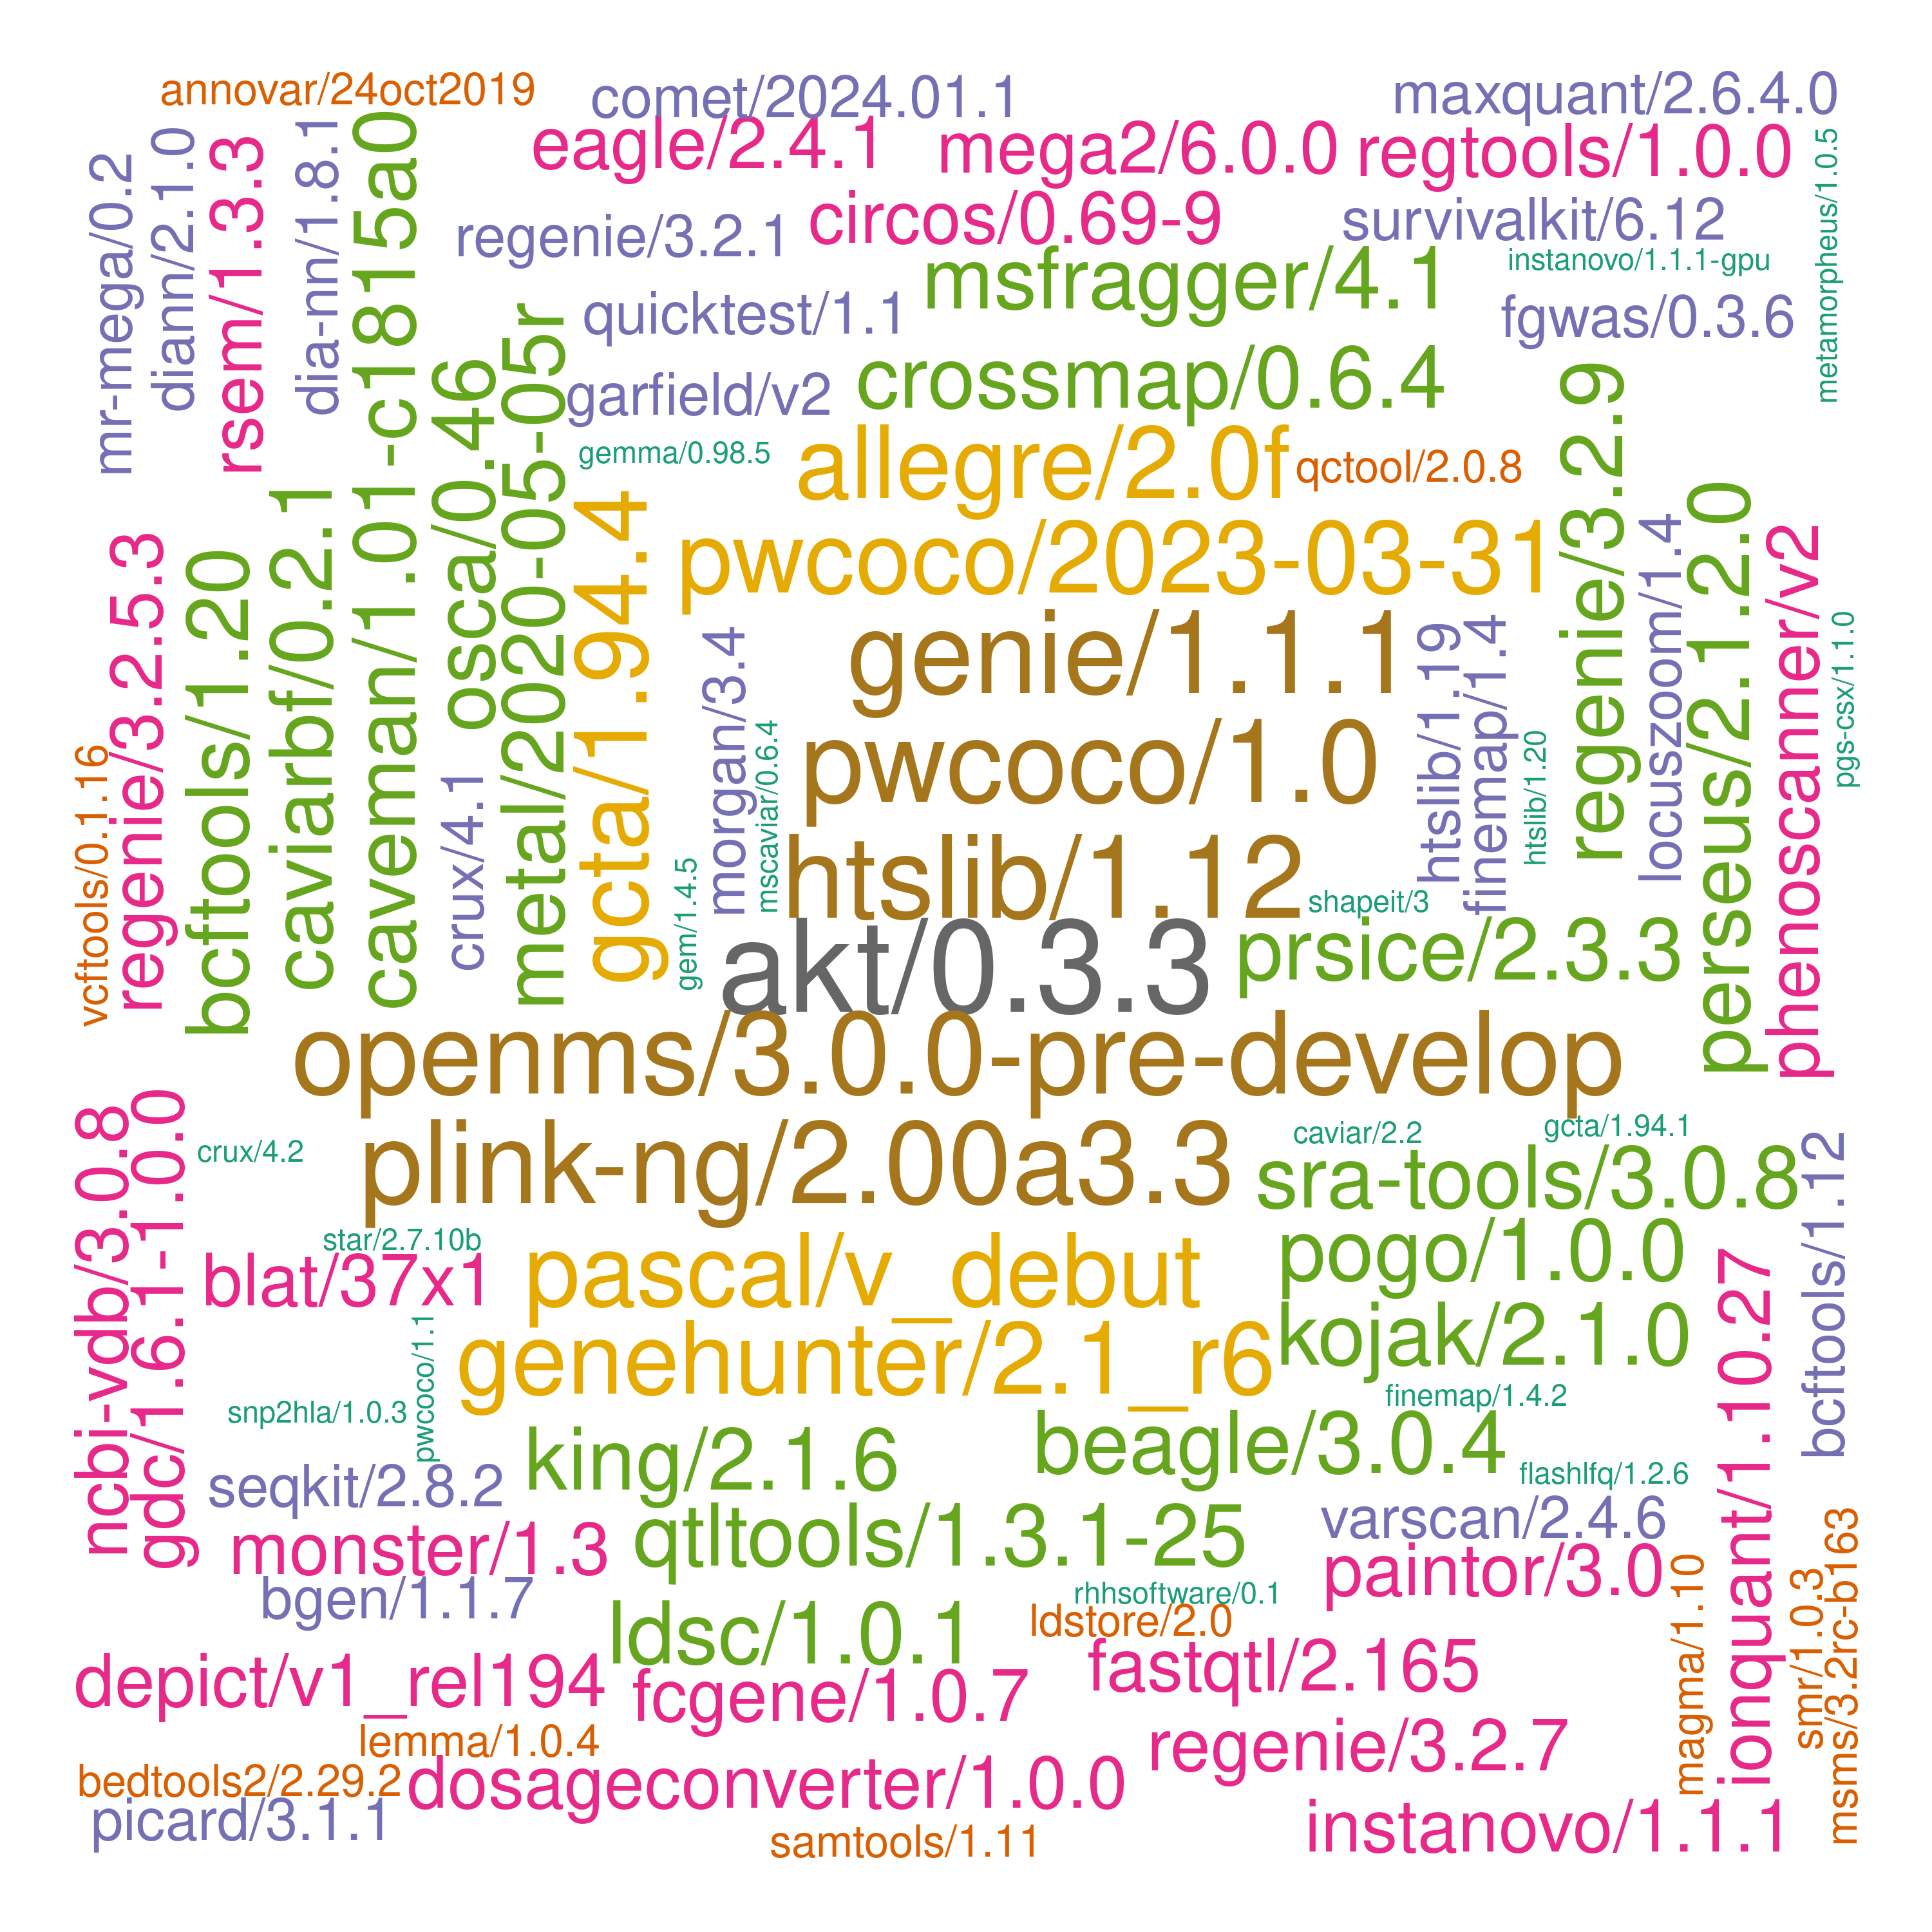 annovar/24oct2019
comet/2024.01.1
maxquant/2.6.4.0
eagle/2.4.1
mega2/6.0.0
regtools/1.0.0
mr-mega/0.2
diann/2.1.0
rsem/1.3.3
dia-nn/1.8.1
caveman/1.01-c1815a0
regenie/3.2.1
circos/0.69-9
survivalkit/6.12
metamorpheus/1.0.5
msfragger/4.1
instanovo/1.1.1-gpu
quicktest/1.1
fgwas/0.3.6
garfield/v2
crossmap/0.6.4
osca/0.46
metal/2020-05-05r
gemma/0.98.5
allegre/2.0f
qctool/2.0.8
regenie/3.2.9
regenie/3.2.5.3
bcftools/1.20
caviarbf/0.2.1
gcta/1.94.4
pwcoco/2023-03-31
locuszoom/1.4
perseus/2.1.2.0
phenoscanner/v2
genie/1.1.1
morgan/3.4
htslib/1.19
finemap/1.4
pgs-csx/1.1.0
vcftools/0.1.16
crux/4.1
mscaviar/0.6.4
pwcoco/1.0
htslib/1.20
gem/1.4.5
htslib/1.12
shapeit/3
akt/0.3.3
prsice/2.3.3
openms/3.0.0-pre-develop
ncbi-vdb/3.0.8
gdc/1.6.1-1.0.0
crux/4.2
plink-ng/2.00a3.3
caviar/2.2
gcta/1.94.1
sra-tools/3.0.8
bcftools/1.12
star/2.7.10b
blat/37x1
pascal/v_debut
pogo/1.0.0
ionquant/1.10.27
pwcoco/1.1
genehunter/2.1_r6
kojak/2.1.0
snp2hla/1.0.3
finemap/1.4.2
king/2.1.6
beagle/3.0.4
seqkit/2.8.2
flashlfq/1.2.6
qtltools/1.3.1-25
varscan/2.4.6
monster/1.3
paintor/3.0
magma/1.10
smr/1.0.3
msms/3.2rc-b163
bgen/1.1.7
rhhsoftware/0.1
ldsc/1.0.1
ldstore/2.0
depict/v1_rel194
fcgene/1.0.7
fastqtl/2.165
lemma/1.0.4
regenie/3.2.7
bedtools2/2.29.2
dosageconverter/1.0.0
picard/3.1.1
samtools/1.11
instanovo/1.1.1